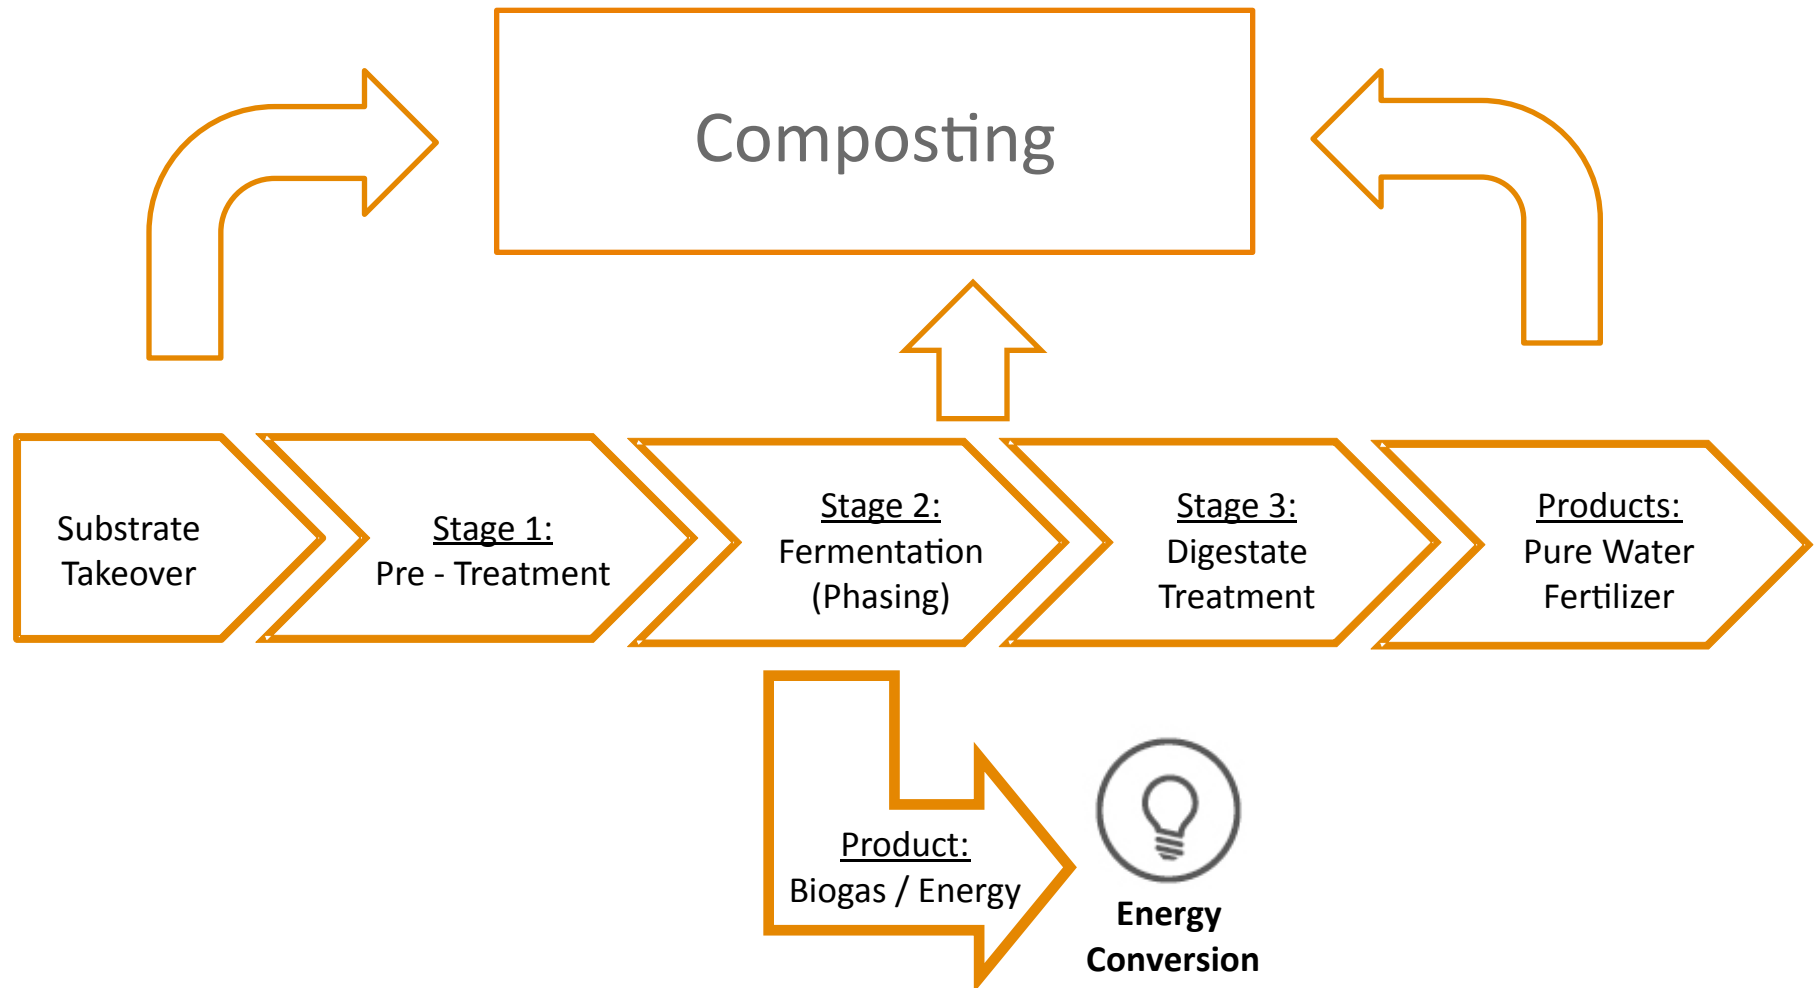 Composting
Substrate
Takeover
Stage 1:
Pre - Treatment
Stage 2:
Fermentation
(Phasing)
Stage 3:
Digestate
Treatment
Products:
Pure Water
Fertilizer
Product:
Biogas / Energy
Energy
Conversion